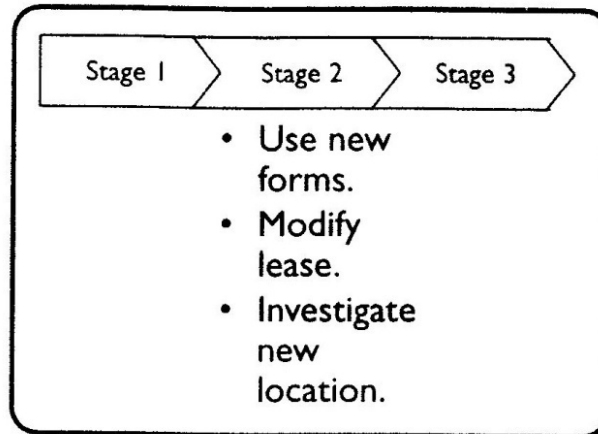 Stage 1 Stage 2 Stage 3
• Use new
forms.
• Modify
lease.
• Investigate
new
location.